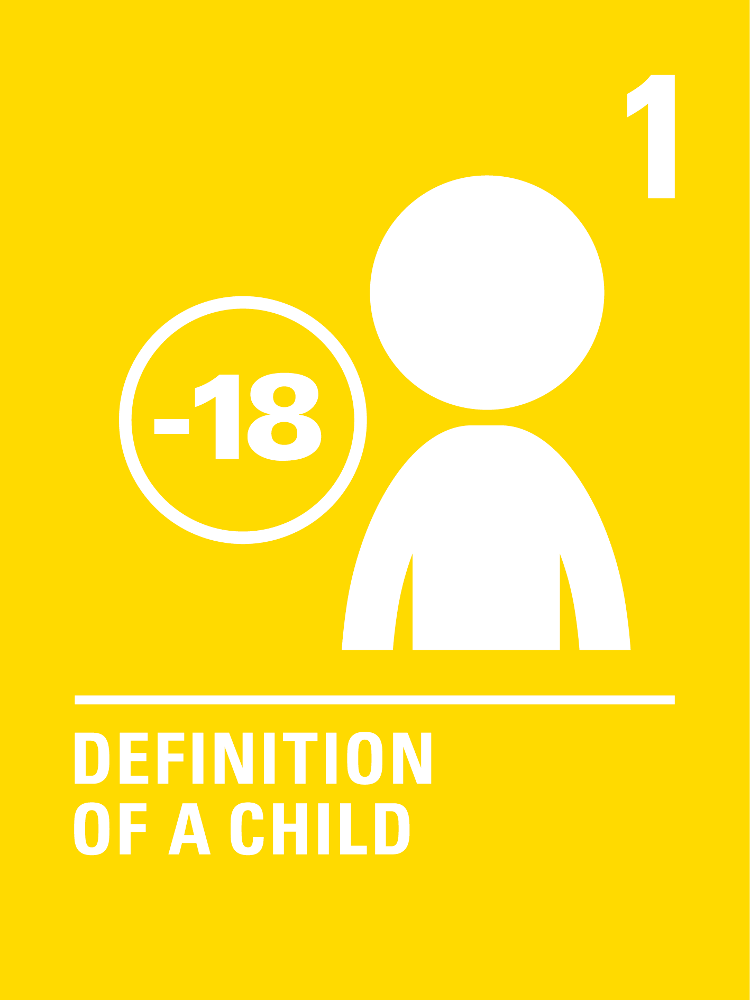 1
-18
DEFINITION
OF A CHILD